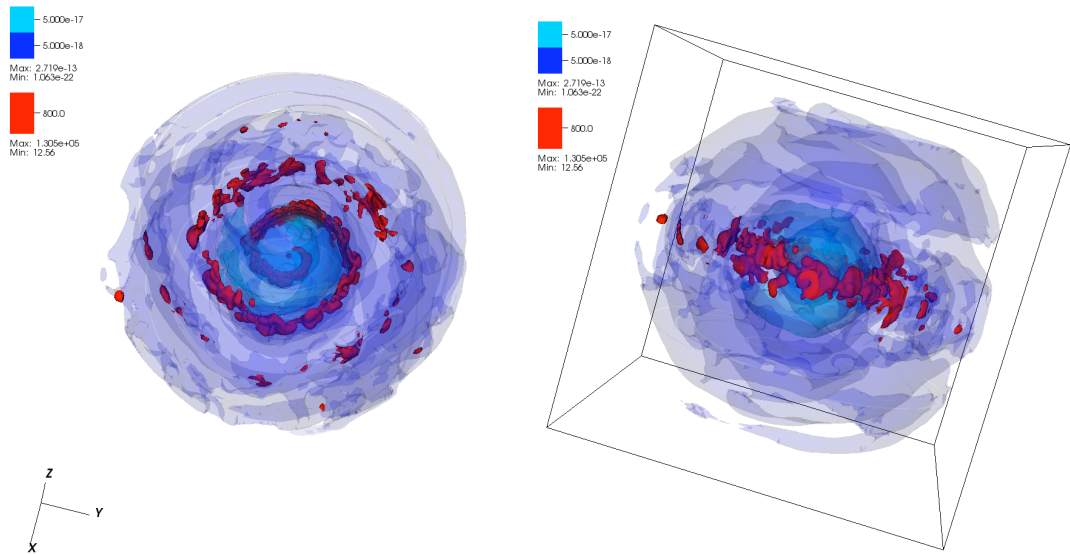 5.000e-17
5.000e-18
Max: 2.719e-13
Min: 1.063e-22
800.0
Max: 1.305e+05
Min: 12.56
Z
Y
X
5.000e-17
5.000e-18
Max: 2.719e-13
Min: 1.063e-22
800.0
Max: 1.305e+05
Min: 12.56